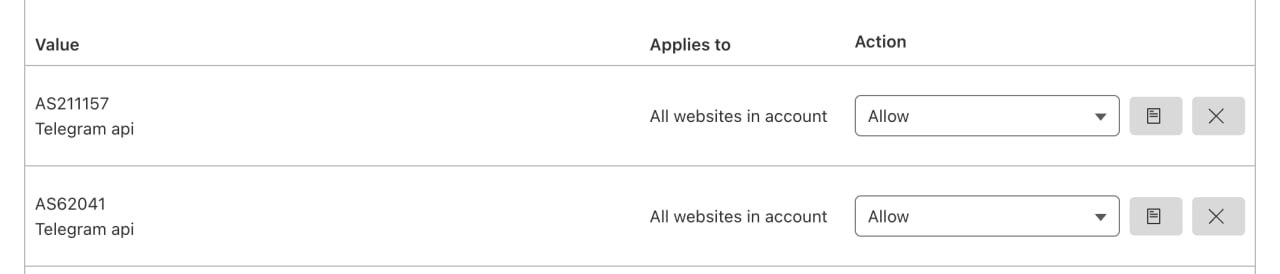 Value Applies to Action
AS211157
Telegram api
All websites in account Allow
AS62041
Telegram api
All websites in account Allow